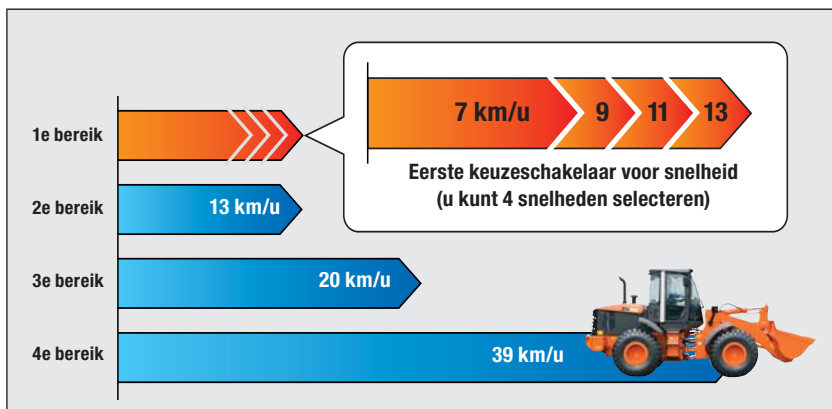 1e bereik
7 km/u 9 11 13
Eerste keuzeschakelaar voor snelheid
(u kunt 4 snelheden selecteren)
2e bereik
13 km/u
3e bereik
20 km/u
4e bereik
39 km/u